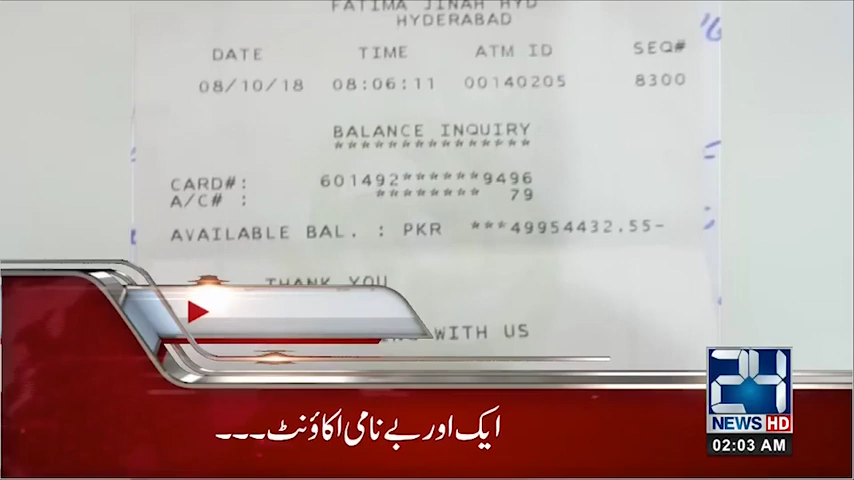 FATIMA JINAH HYD
HYDERABAD
DATE TIME ATM ID SEQ#
08/10/18 08:06:11 00140205 8300
BALANCE INQUIRY
***************
CARD#: 601492******9496
A/C# : ******** 79
AVAILABLE BAL. : PKR ***49954432.55-
THANK YOU
WITH US
ایک اور بے نامی اکاؤنٹ۔۔۔
24
NEWS HD
02:03 AM